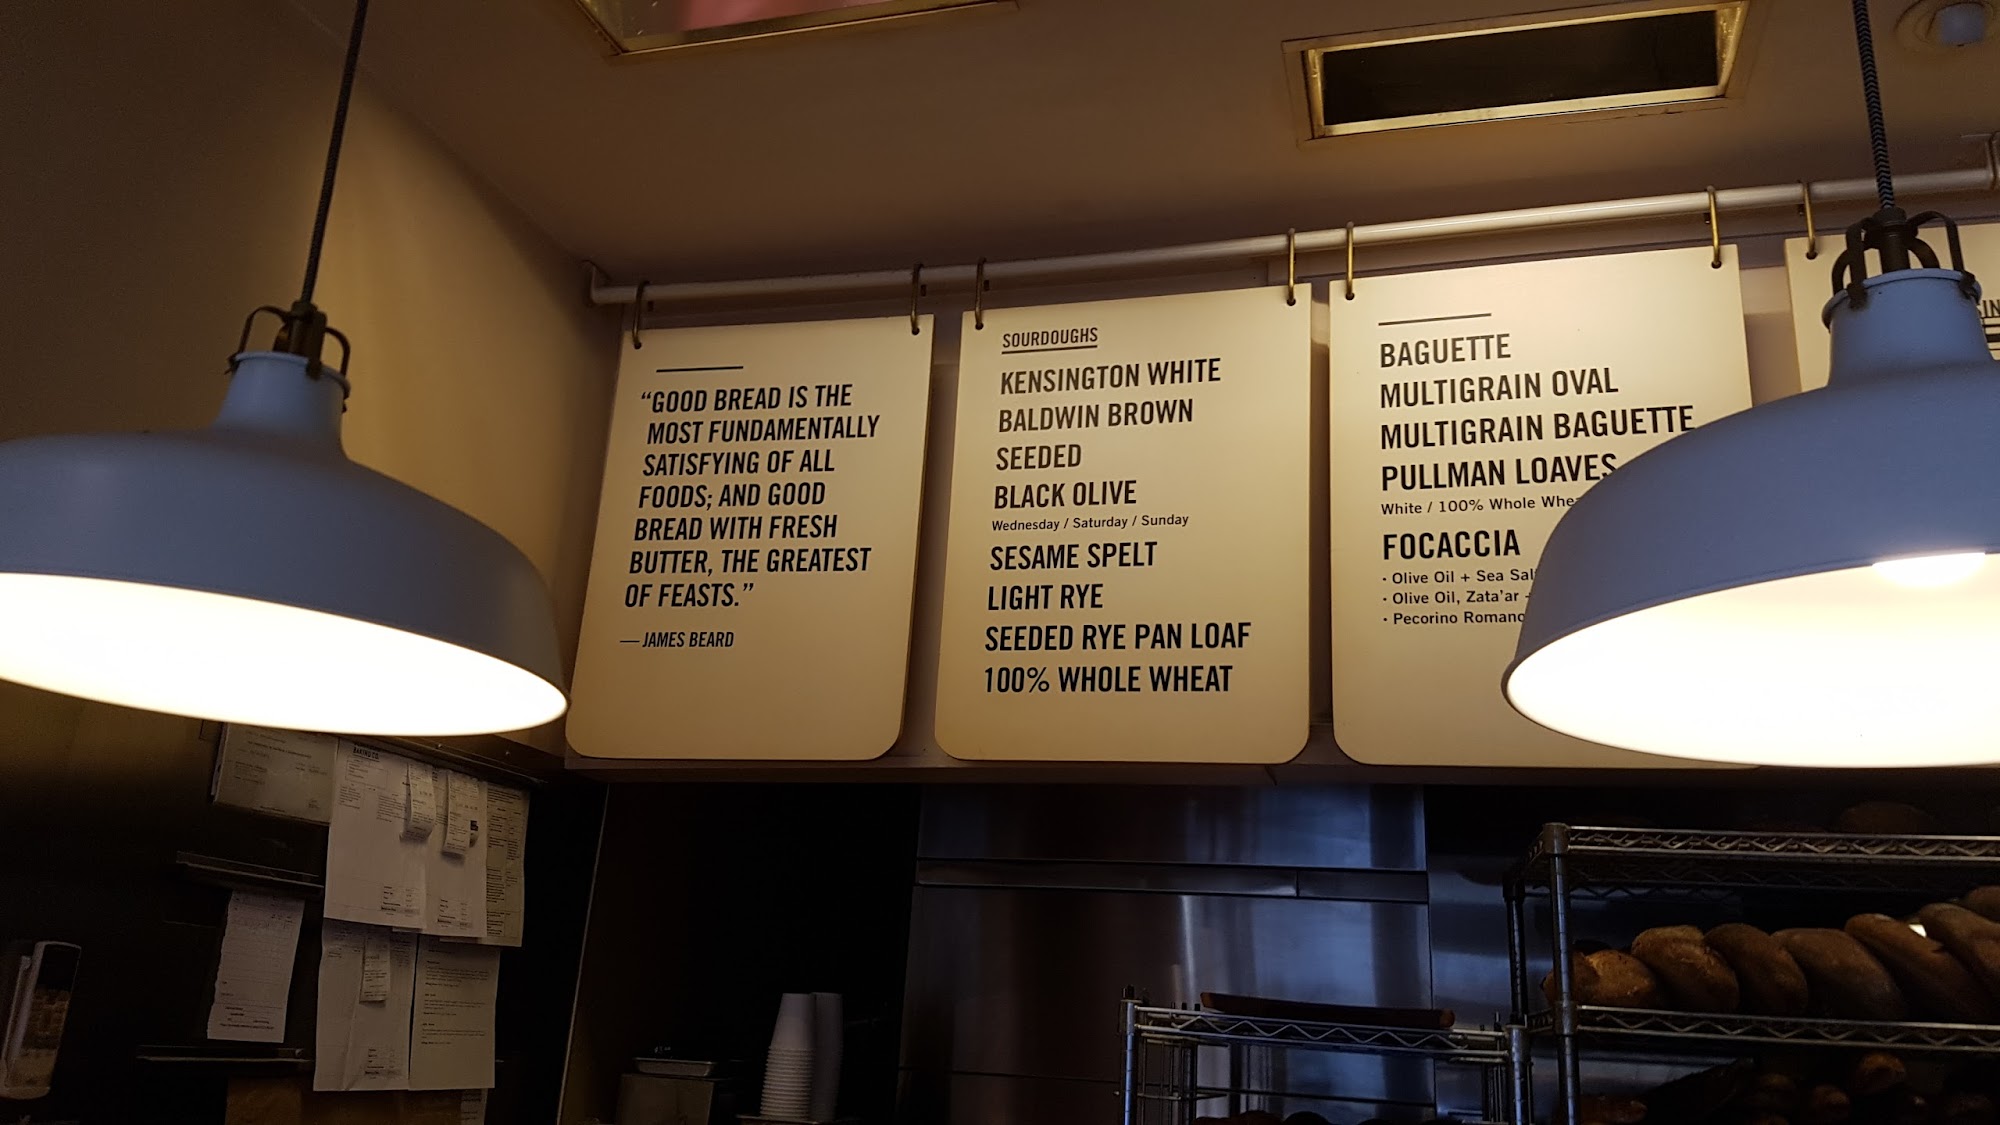 “GOOD BREAD IS THE
MOST FUNDAMENTALLY
SATISFYING OF ALL
FOODS; AND GOOD
BREAD WITH FRESH
BUTTER, THE GREATEST
OF FEASTS.”
— JAMES BEARD
SOURDOUGHS
KENSINGTON WHITE
BALDWIN BROWN
SEEDED
BLACK OLIVE
Wednesday / Saturday / Sunday
SESAME SPELT
LIGHT RYE
SEEDED RYE PAN LOAF
100% WHOLE WHEAT
BAGUETTE
MULTIGRAIN OVAL
MULTIGRAIN BAGUETTE
PULLMAN LOAVES
White / 100% Whole
FOCACCIA
• Olive Oil + Sea
• Olive Oil, Zata’ar
• Pecorino Romano